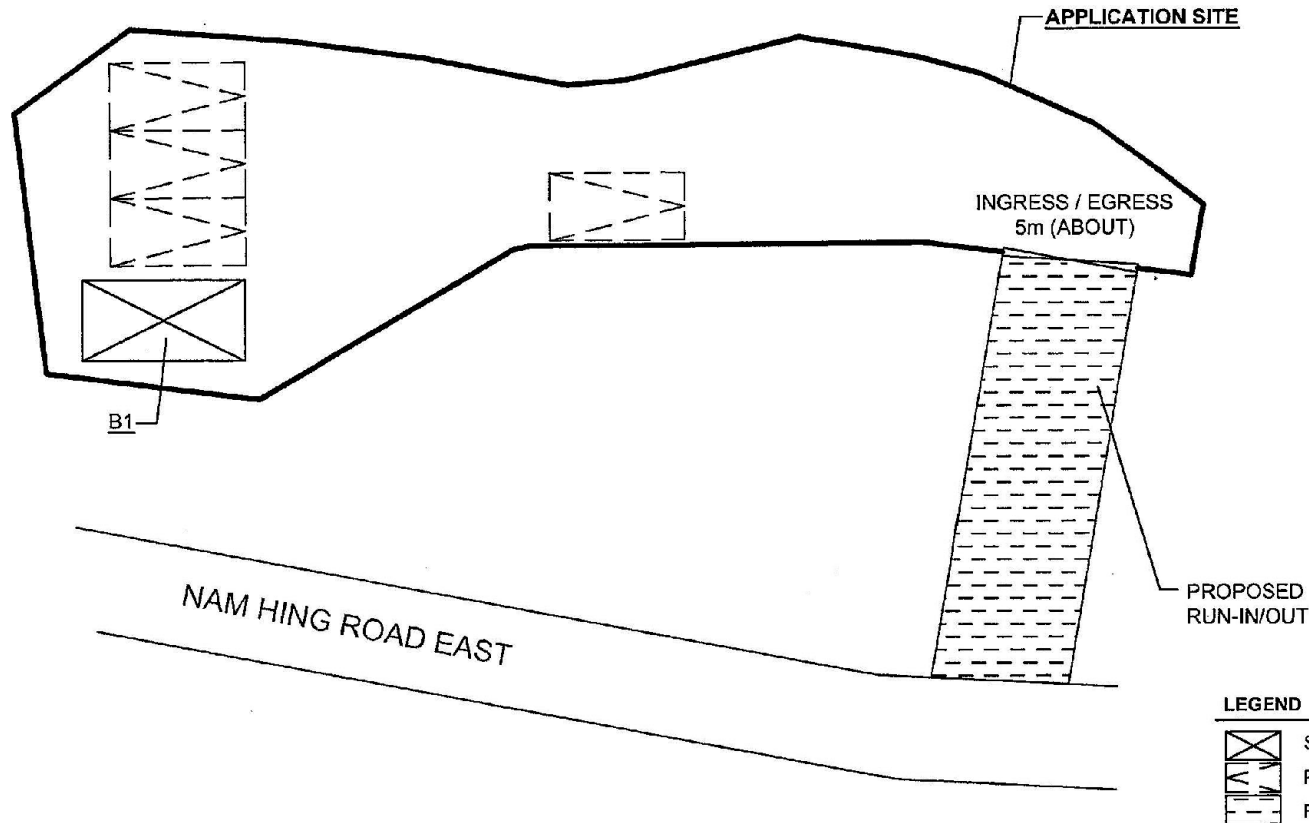 APPLICATION SITE
INGRESS / EGRESS
5m (ABOUT)
B1
PROPOSED
RUN-IN/OUT
NAM HING ROAD EAST
LEGEND